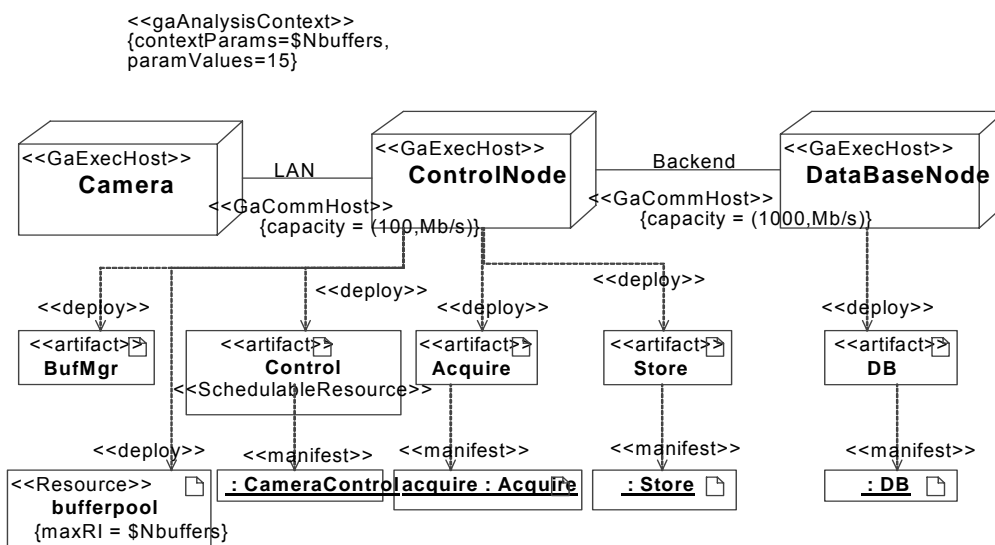 <<gaAnalysisContext>>
{contextParams=$Nbuffers,
paramValues=15}
<<GaExecHost>>
Camera
LAN
<<GaExecHost>>
ControlNode
Backend
<<GaExecHost>>
DataBaseNode
<<GaCommHost>>
{capacity = (100,Mb/s)}
<<GaCommHost>>
{capacity = (1000,Mb/s)}
<<deploy>>
<<deploy>>
<<deploy>>
<<deploy>>
<<deploy>>
<<artifact>>
BufMgr
<<artifact>>
Control
<<SchedulableResource>>
<<artifact>>
Acquire
<<artifact>>
Store
<<artifact>>
DB
<<deploy>>
<<manifest>>
<<manifest>>
<<manifest>>
<<manifest>>
<<Resource>>
bufferpool
{maxRI = $Nbuffers}
: CameraControl
acquire : Acquire
: Store
: DB